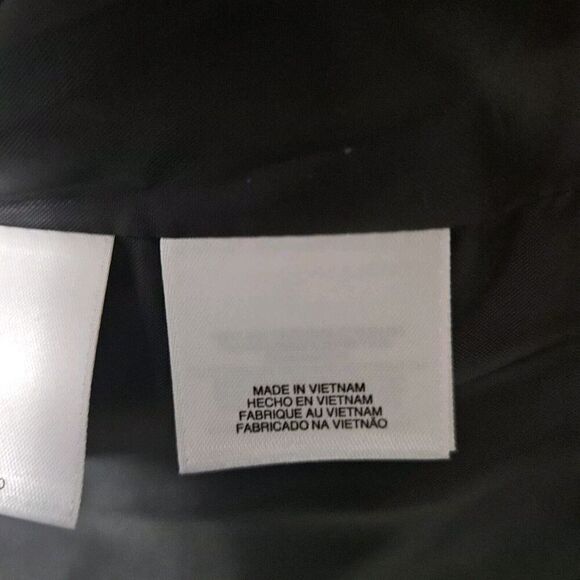 MADE IN VIETNAM
HECHO EN VIETNAM
FABRIQUE AU VIETNAM
FABRICADO NA VIETNÃO